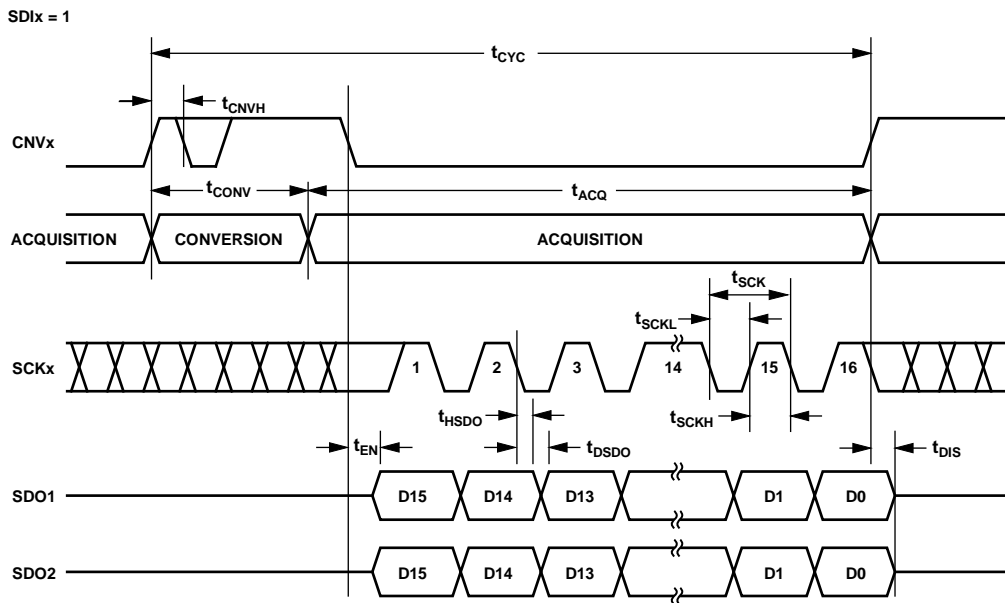 SDIx = 1
tCYC
tCNVH
CNVx
tCONV
tACQ
ACQUISITION
CONVERSION
ACQUISITION
tSCK
tSCKL
SCKx
1
2
3
14
15
16
tHSDO
tSCKH
tEN
tDSDO
tDIS
SDO1
D15
D14
D13
D1
D0
SDO2
D15
D14
D13
D1
D0